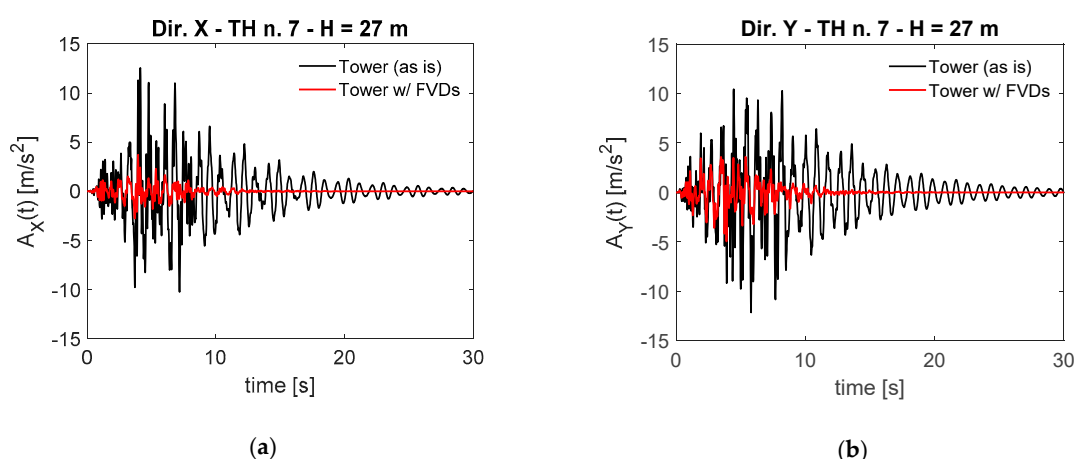 Dir. X - TH n. 7 - H = 27 m
Tower (as is)
Tower w/ FVDs
15
10
5
0
-5
-10
-15
A_X(t) [m/s^2]
0
10
20
30
time [s]
(a)
Dir. Y - TH n. 7 - H = 27 m
Tower (as is)
Tower w/ FVDs
15
10
5
0
-5
-10
-15
A_Y(t) [m/s^2]
0
10
20
30
time [s]
(b)